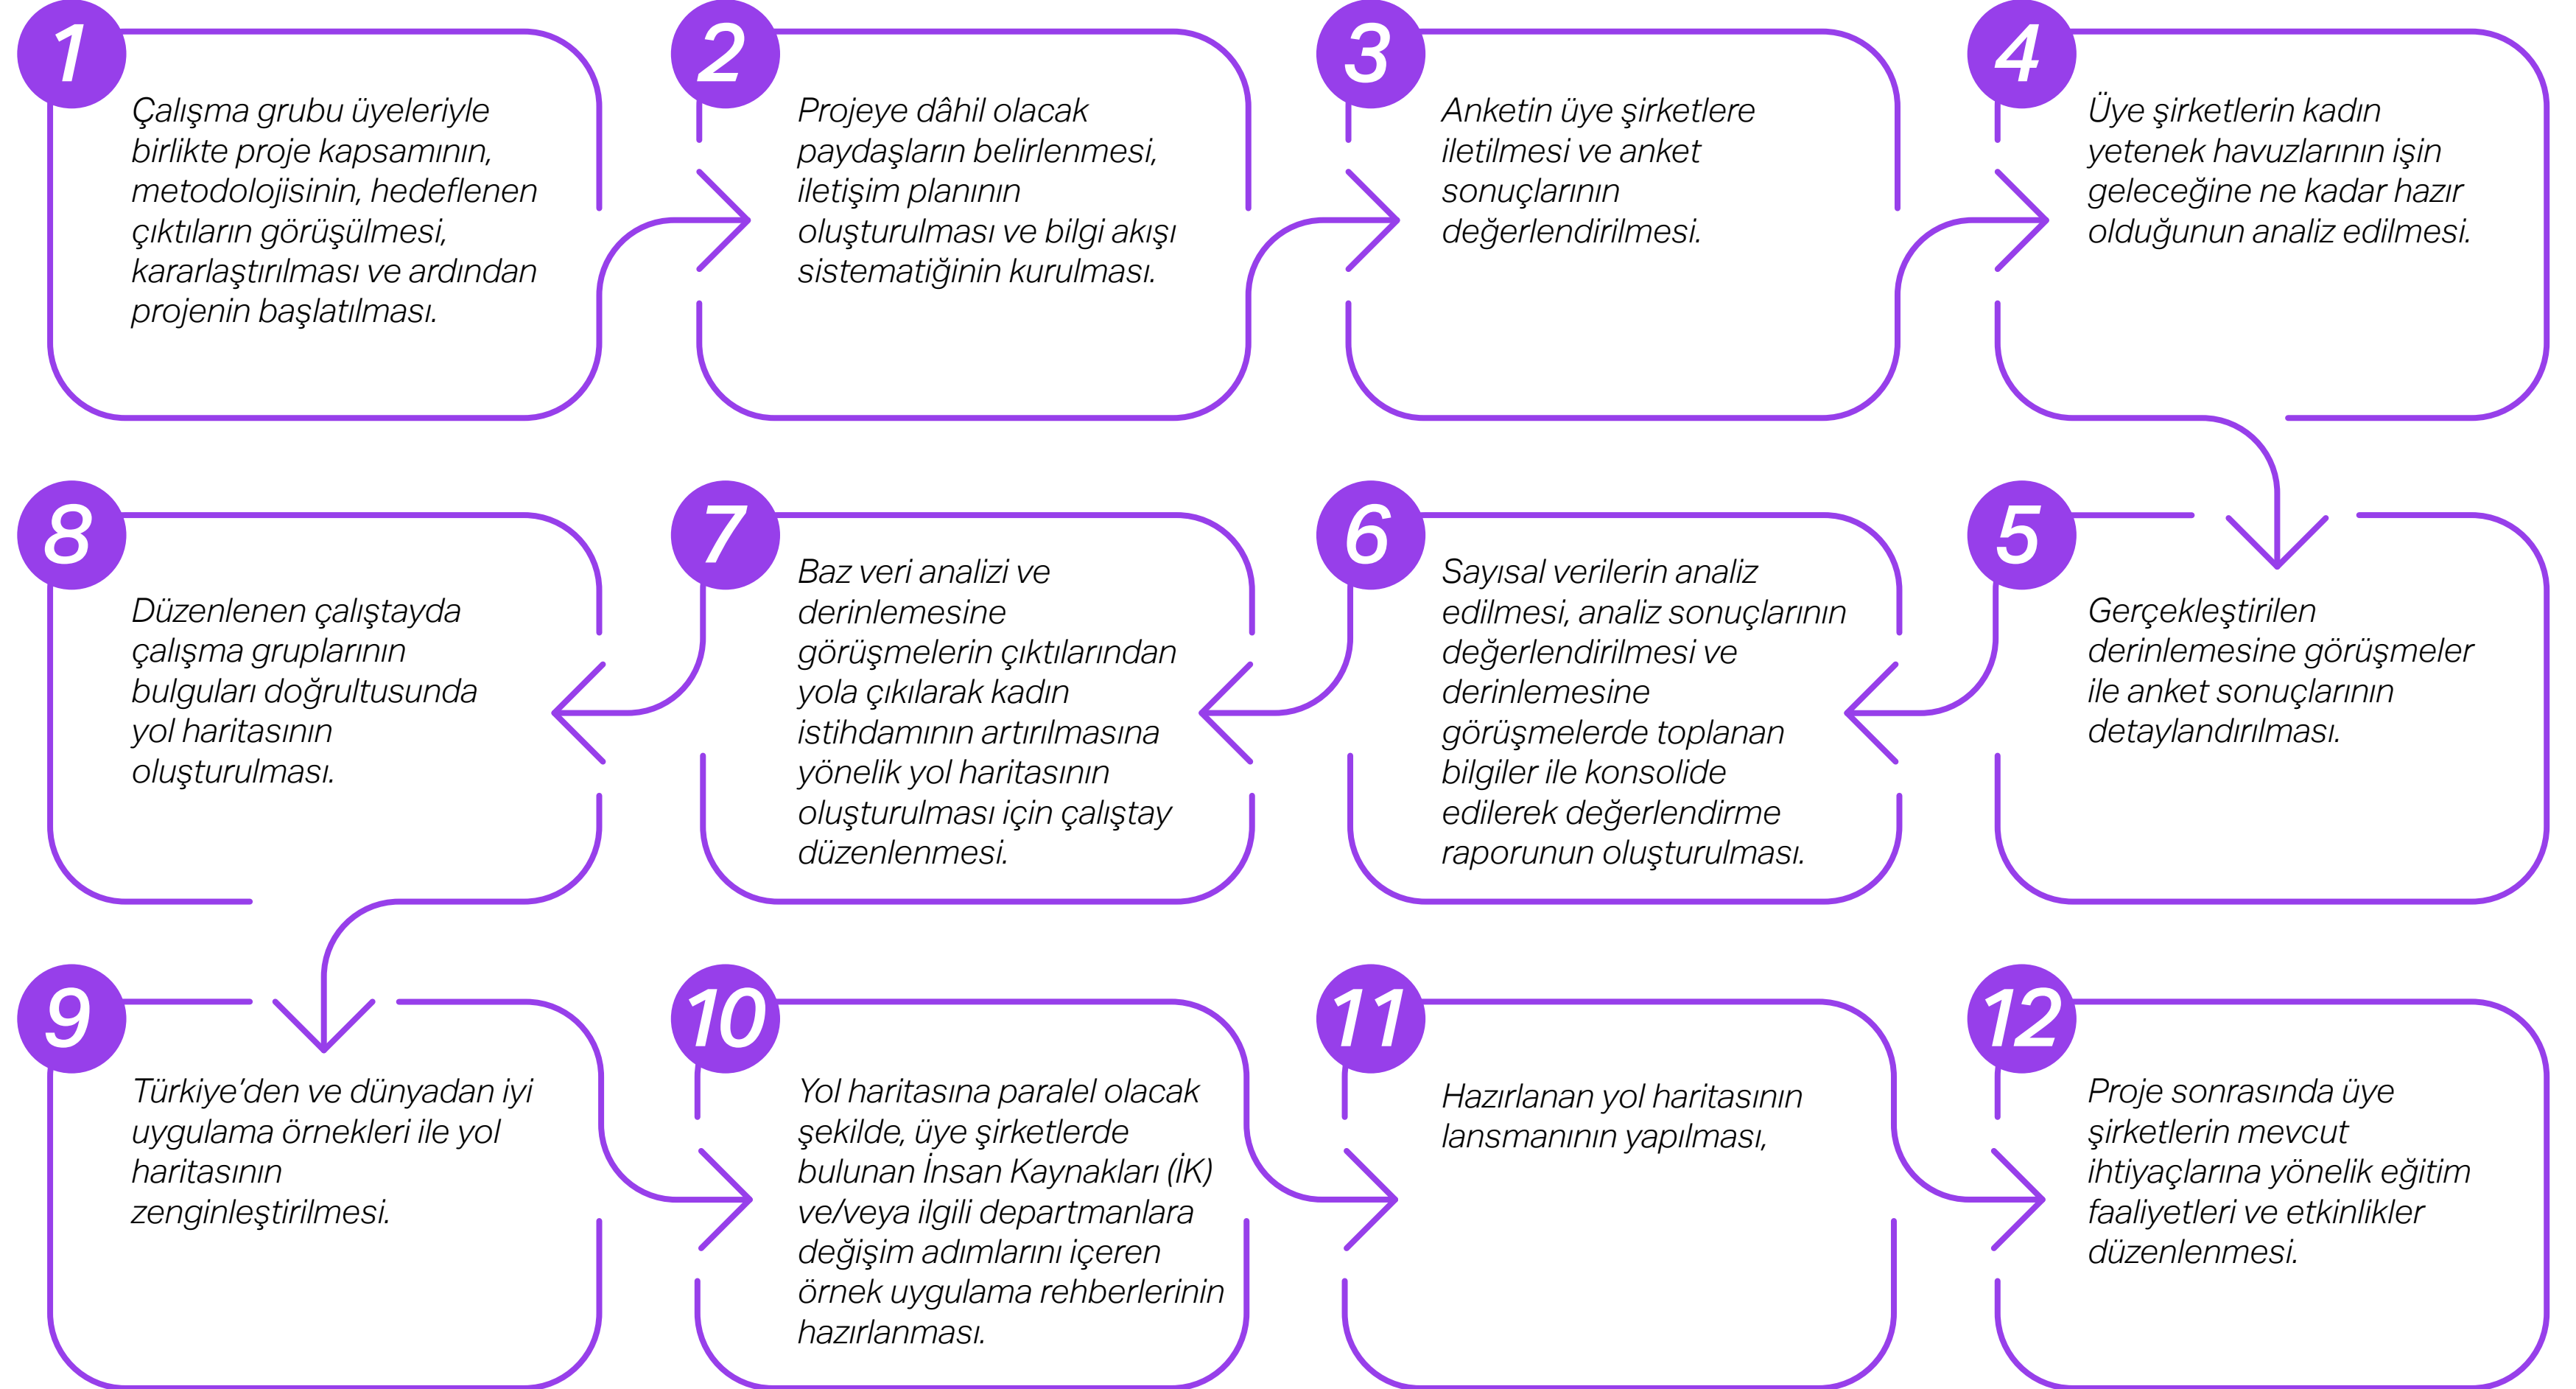 1
Çalışma grubu üyeleriyle
birlikte proje kapsamının,
metodolojisinin, hedeflenen
çıktıların görüşülmesi,
kararlaştırılması ve ardından
projenin başlatılması.
2
Projeye dâhil olacak
paydaşların belirlenmesi,
iletişim planının
oluşturulması ve bilgi akışı
sistematiğinin kurulması.
3
Anketin üye şirketlere
iletilmesi ve anket
sonuçlarının
değerlendirilmesi.
4
Üye şirketlerin kadın
yetenek havuzlarının işin
geleceğine ne kadar hazır
olduğunun analiz edilmesi.
5
Gerçekleştirilen
derinlemesine görüşmeler
ile anket sonuçlarının
detaylandırılması.
6
Sayısal verilerin analiz
edilmesi, analiz sonuçlarının
değerlendirilmesi ve
derinlemesine
görüşmelerde toplanan
bilgiler ile konsolide
edilerek değerlendirme
raporunun oluşturulması.
7
Baz veri analizi ve
derinlemesine
görüşmelerin çıktılarından
yola çıkılarak kadın
istihdamının artırılmasına
yönelik yol haritasının
oluşturulması için çalıştay
düzenlenmesi.
8
Düzenlenen çalıştayda
çalışma gruplarının
bulguları doğrultusunda
yol haritasının
oluşturulması.
9
Türkiye’den ve dünyadan iyi
uygulama örnekleri ile yol
haritasının
zenginleştirilmesi.
10
Yol haritasına paralel olacak
şekilde, üye şirketlerde
bulunan İnsan Kaynakları (İK)
ve/veya ilgili departmanlara
değişim adımlarını içeren
örnek uygulama rehberlerinin
hazırlanması.
11
Hazırlanan yol haritasının
lansmanının yapılması,
12
Proje sonrasında üye
şirketlerin mevcut
ihtiyaçlarına yönelik eğitim
faaliyetleri ve etkinlikler
düzenlenmesi.